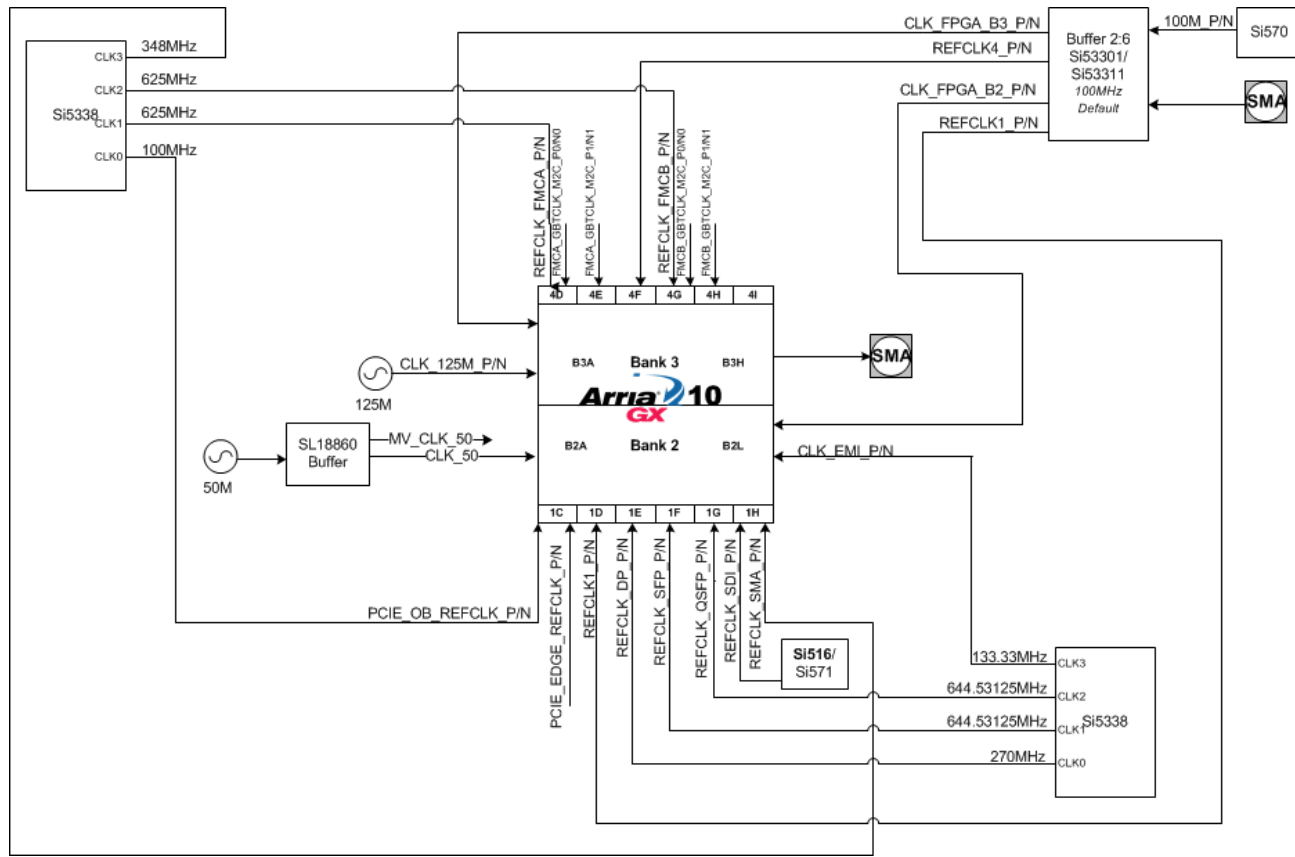 348MHz
CLK3
625MHz
CLK2
Si5338
625MHz
CLK1
100MHz
CLK0
CLK_FPGA_B3_P/N
REFCLK4_P/N
CLK_FPGA_B2_P/N
REFCLK1_P/N
Buffer 2:6
Si53301/
Si53311
100MHz
Default
100M_P/N
Si570
SMA
REFCLK_FMCA_P/N
FMCA_GBTCLK_M2C_P0/N0
FMCA_GBTCLK_M2C_P1/N1
REFCLK_FMCB_P/N
FMCB_GBTCLK_M2C_P0/N0
FMCB_GBTCLK_M2C_P1/N1
4D 4E 4F 4G 4H 4I
B3A Bank 3 B3H
SMA
CLK_125M_P/N
125M
Arria 10
GX
B2A Bank 2 B2L
SL18860
Buffer
MV_CLK_50
CLK_50
50M
CLK_EMI_P/N
1C 1D 1E 1F 1G 1H
PCIE_OB_REFCLK_P/N
PCIE_EDGE_REFCLK_P/N
REFCLK1_P/N
REFCLK_DP_P/N
REFCLK_SFP_P/N
REFCLK_QSFP_P/N
REFCLK_SDI_P/N
REFCLK_SMA_P/N
Si516/
Si571
133.33MHz
CLK3
644.53125MHz
CLK2
644.53125MHz
CLK1
Si5338
270MHz
CLK0